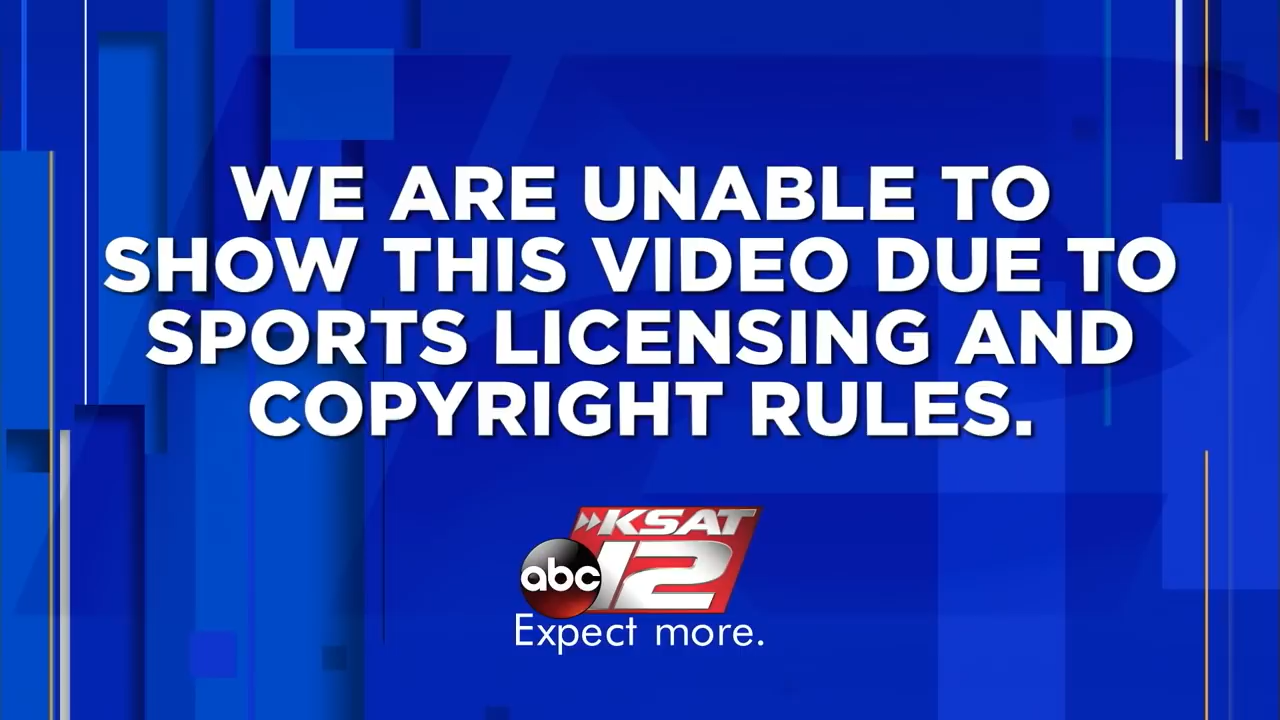 WE ARE UNABLE TO
SHOW THIS VIDEO DUE TO
SPORTS LICENSING AND
COPYRIGHT RULES.
KSAT
abc 12
Expect more.